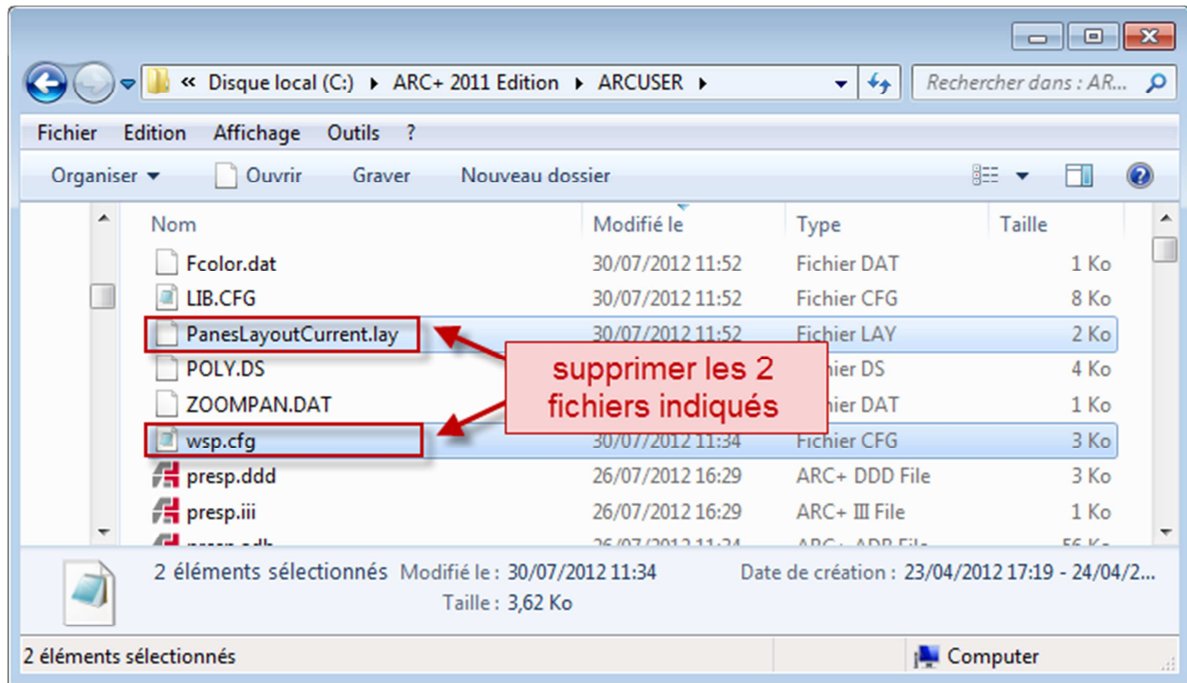 « Disque local (C:) ▸ ARC+ 2011 Edition ▸ ARCUSER ▸ Rechercher dans : AR...
Fichier Edition Affichage Outils ?
Organiser Ouvrir Graver Nouveau dossier
Nom Modifié le Type Taille
Fcolor.dat 30/07/2012 11:52 Fichier DAT 1 Ko
LIB.CFG 30/07/2012 11:52 Fichier CFG 8 Ko
PanesLayoutCurrent.lay 30/07/2012 11:52 Fichier LAY 2 Ko
POLY.DS hier DS 4 Ko
ZOOMPAN.DAT hier DAT 1 Ko
supprimer les 2
fichiers indiqués
wsp.cfg 30/07/2012 11:34 Fichier CFG 3 Ko
presp.ddd 26/07/2012 16:29 ARC+ DDD File 3 Ko
presp.iii 26/07/2012 16:29 ARC+ III File 1 Ko
2 éléments sélectionnés Modifié le : 30/07/2012 11:34 Date de création : 23/04/2012 17:19 - 24/04/2...
Taille : 3,62 Ko
2 éléments sélectionnés Computer